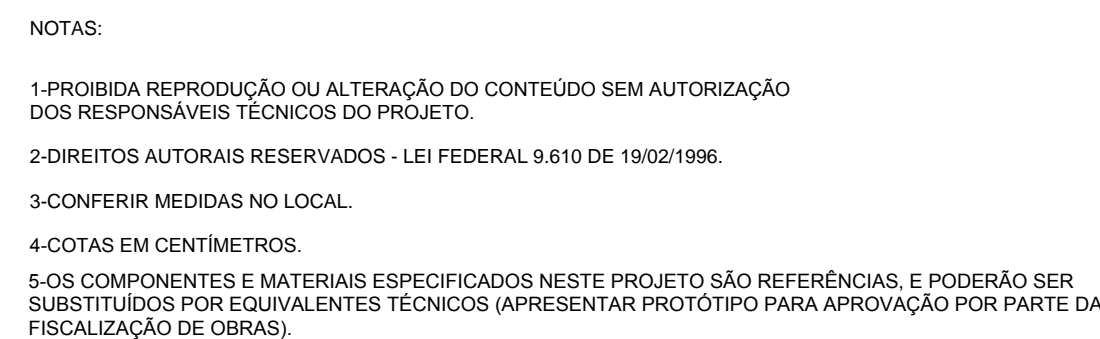 NOTAS:
1-PROIBIDA REPRODUÇÃO OU ALTERAÇÃO DO CONTEÚDO SEM AUTORIZAÇÃO
DOS RESPONSÁVEIS TÉCNICOS DO PROJETO.
2-DIREITOS AUTORAIS RESERVADOS - LEI FEDERAL 9.610 DE 19/02/1996.
3-CONFERIR MEDIDAS NO LOCAL.
4-COTAS EM CENTÍMETROS.
5-OS COMPONENTES E MATERIAIS ESPECIFICADOS NESTE PROJETO SÃO REFERÊNCIAS, E PODERÃO SER
SUBSTITUÍDOS POR EQUIVALENTES TÉCNICOS (APRESENTAR PROTÓTIPO PARA APROVAÇÃO POR PARTE DA
FISCALIZAÇÃO DE OBRAS).